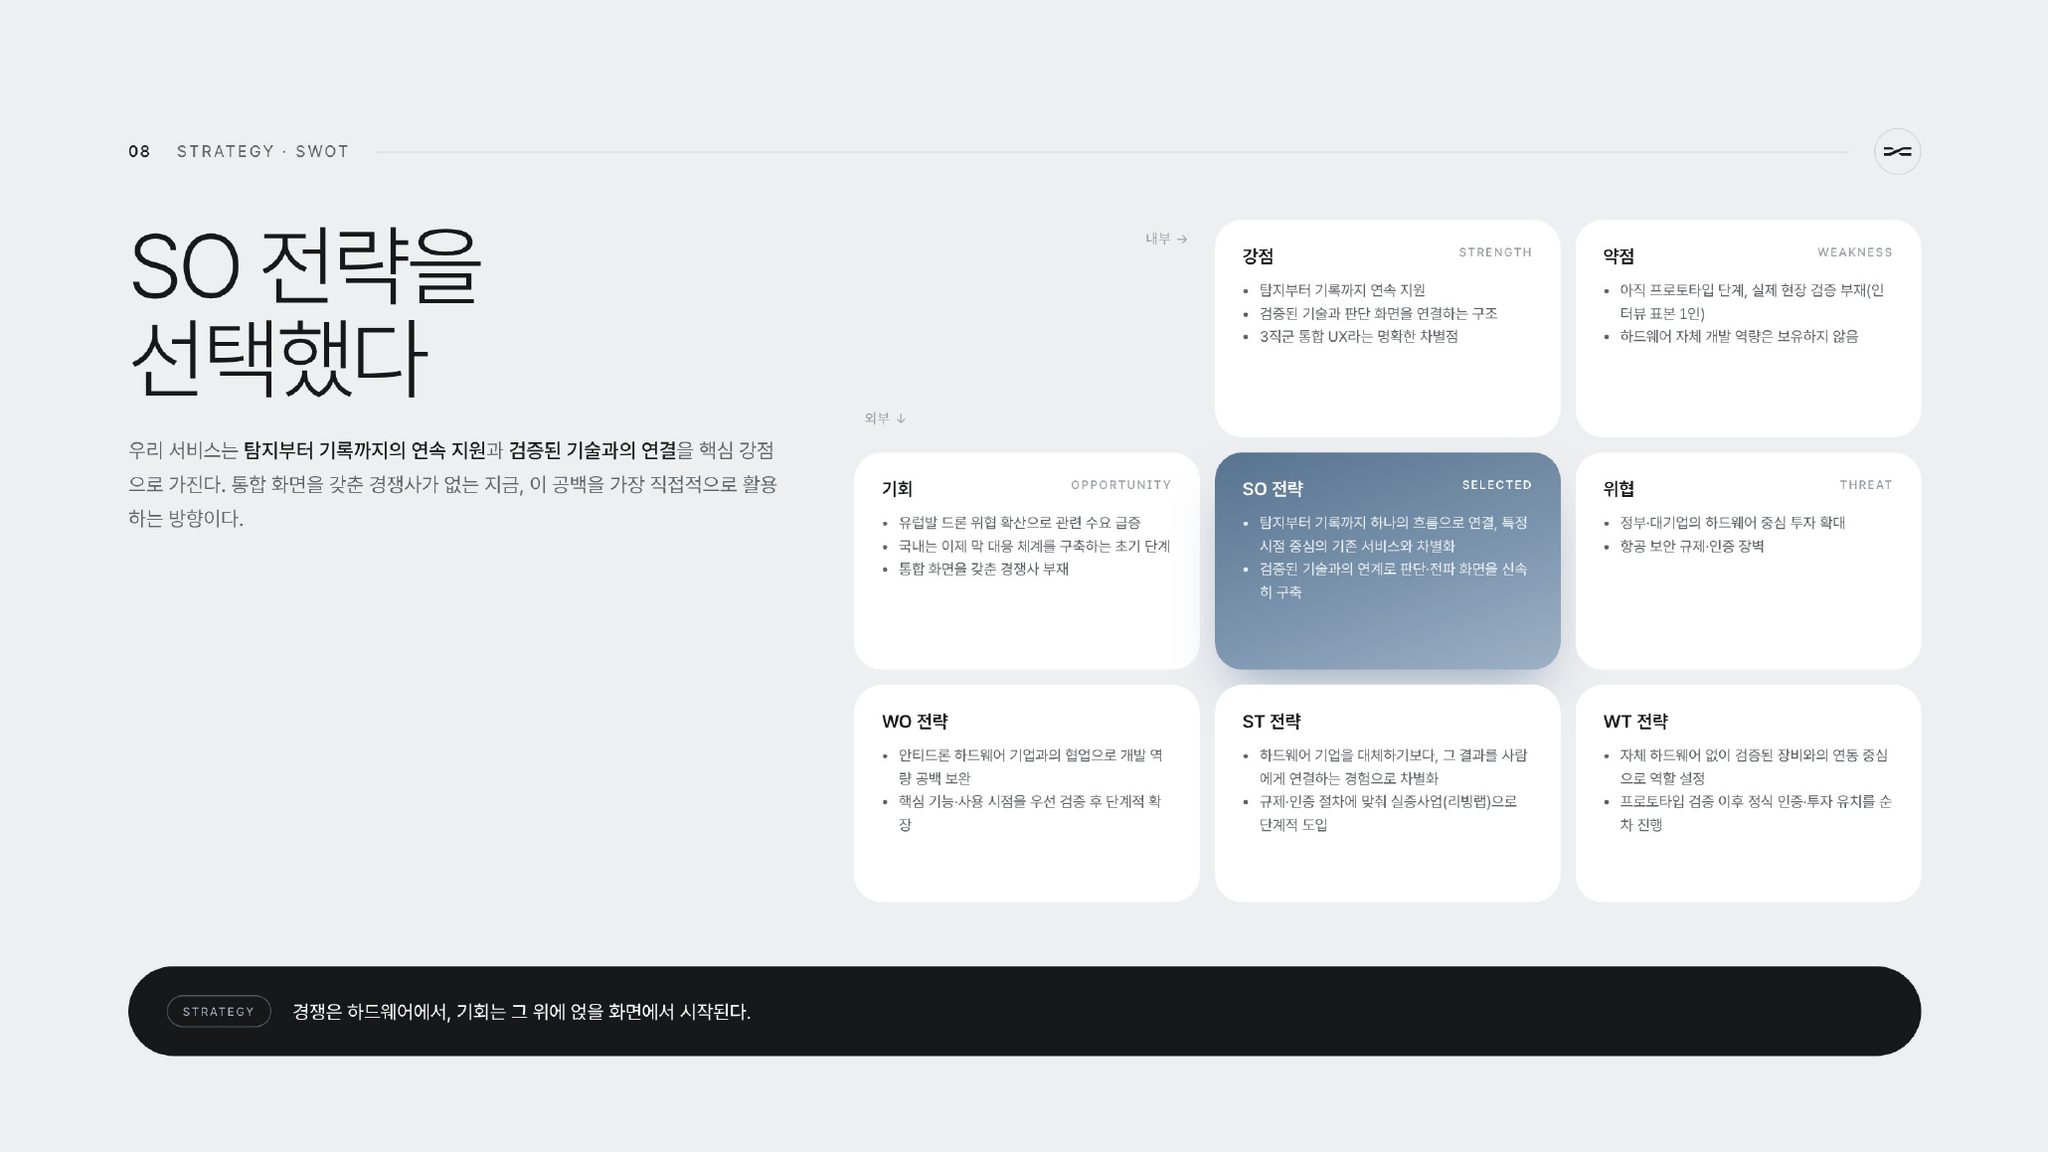 08 STRATEGY · SWOT
SO 전략을
선택했다
우리 서비스는 탐지부터 기록까지의 연속 지원과 검증된 기술과의 연결을 핵심 강점
으로 가진다. 통합 화면을 갖춘 경쟁사가 없는 지금, 이 공백을 가장 직접적으로 활용
하는 방향이다.
내부 →
외부 ↓
강점 STRENGTH
• 탐지부터 기록까지 연속 지원
• 검증된 기술과 판단 화면을 연결하는 구조
• 3직군 통합 UX라는 명확한 차별점
약점 WEAKNESS
• 아직 프로토타입 단계, 실제 현장 검증 부재(인
터뷰 표본 1인)
• 하드웨어 자체 개발 역량은 보유하지 않음
기회 OPPORTUNITY
• 유럽발 드론 위협 확산으로 관련 수요 급증
• 국내는 이제 막 대응 체계를 구축하는 초기 단계
• 통합 화면을 갖춘 경쟁사 부재
SO 전략 SELECTED
• 탐지부터 기록까지 하나의 흐름으로 연결, 특정
시점 중심의 기존 서비스와 차별화
• 검증된 기술과의 연계로 판단·전파 화면을 신속
히 구축
위협 THREAT
• 정부·대기업의 하드웨어 중심 투자 확대
• 항공 보안 규제·인증 장벽
WO 전략
• 안티드론 하드웨어 기업과의 협업으로 개발 역
량 공백 보완
• 핵심 기능·사용 시점을 우선 검증 후 단계적 확
장
ST 전략
• 하드웨어 기업을 대체하기보다, 그 결과를 사람
에게 연결하는 경험으로 차별화
• 규제·인증 절차에 맞춰 실증사업(리빙랩)으로
단계적 도입
WT 전략
• 자체 하드웨어 없이 검증된 장비와의 연동 중심
으로 역할 설정
• 프로토타입 검증 이후 정식 인증·투자 유치를 순
차 진행
STRATEGY 경쟁은 하드웨어에서, 기회는 그 위에 얹을 화면에서 시작된다.